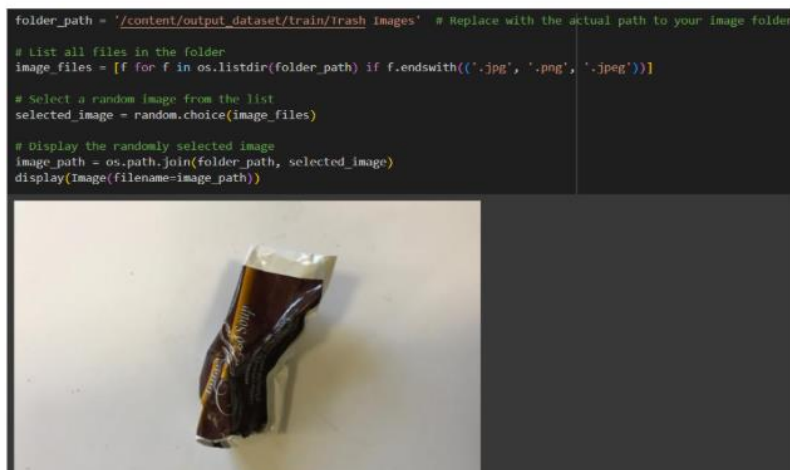 folder_path = '/content/output_dataset/train/Trash Images'  # Replace with the actual path to your image folder
# List all files in the folder
image_files = [f for f in os.listdir(folder_path) if f.endswith(('.jpg', '.png', '.jpeg'))]
# Select a random image from the list
selected_image = random.choice(image_files)
# Display the randomly selected image
image_path = os.path.join(folder_path, selected_image)
display(Image(filename=image_path))